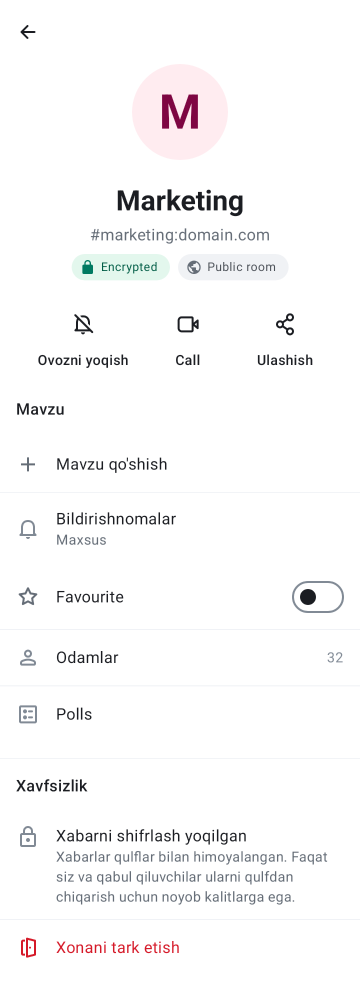 M
Marketing
#marketing:domain.com
Encrypted
Public room
Ovozni yoqish
Call
Ulashish
Mavzu
Mavzu qo'shish
Bildirishnomalar
Maxsus
Favourite
Odamlar
32
Polls
Xavfsizlik
Xabarni shifrlash yoqilgan
Xabarlar qulflar bilan himoyalangan. Faqat
siz va qabul qiluvchilar ularni qulfdan
chiqarish uchun noyob kalitlarga ega.
Xonani tark etish